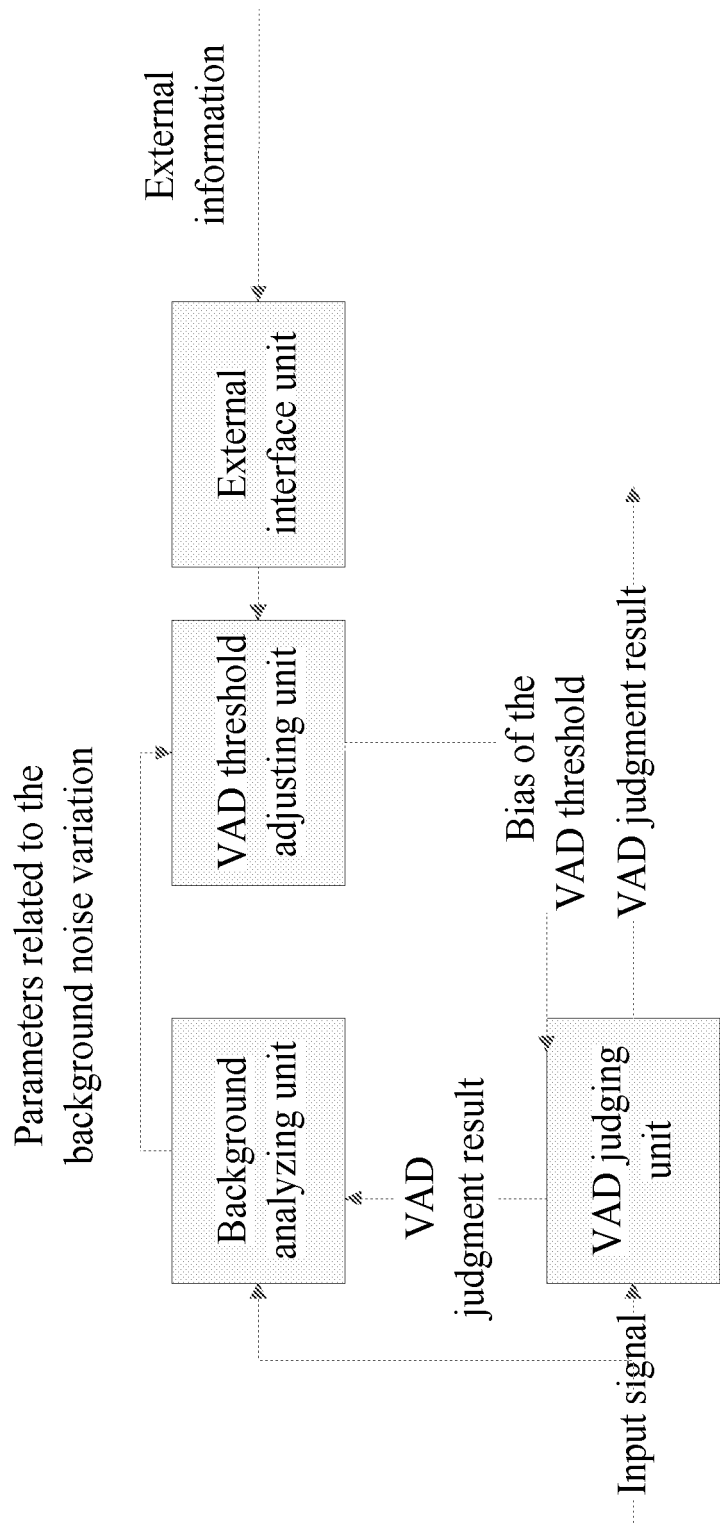 Parameters related to the
background noise variation
External
information
Background
analyzing unit
VAD threshold
adjusting unit
External
interface unit
VAD
judgment result
Bias of the
VAD threshold
Input signal
VAD judging
unit
VAD judgment result